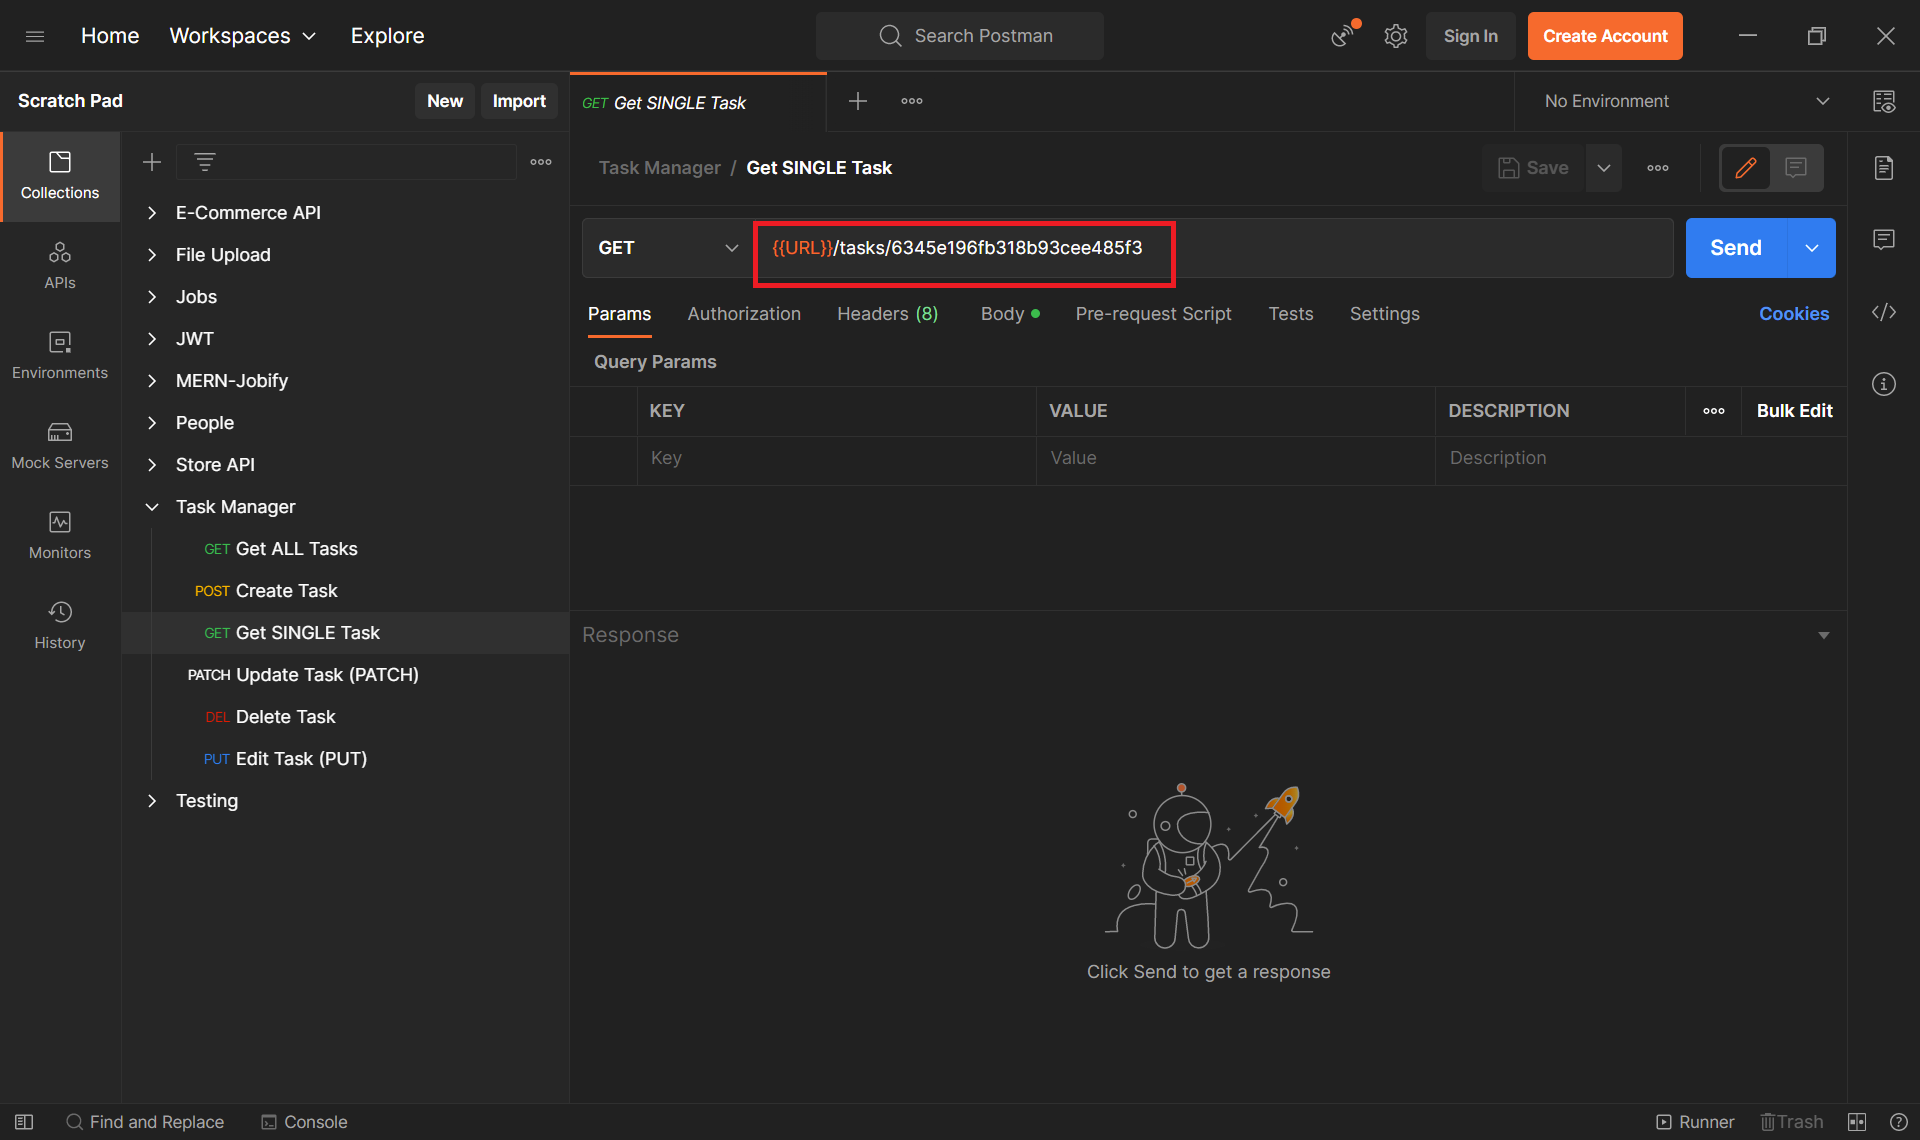 Home Workspaces Explore Search Postman Sign In Create Account
Scratch Pad New Import GET Get SINGLE Task No Environment
Collections
APIs
Environments
Mock Servers
Monitors
History
E-Commerce API
File Upload
Jobs
JWT
MERN-Jobify
People
Store API
Task Manager
GET Get ALL Tasks
POST Create Task
GET Get SINGLE Task
PATCH Update Task (PATCH)
DEL Delete Task
PUT Edit Task (PUT)
Testing
Task Manager / Get SINGLE Task Save
GET {{URL}}/tasks/6345e196fb318b93cee485f3 Send
Params Authorization Headers (8) Body Pre-request Script Tests Settings Cookies
Query Params
KEY VALUE DESCRIPTION Bulk Edit
Key Value Description
Response
Click Send to get a response
Find and Replace Console Runner Trash